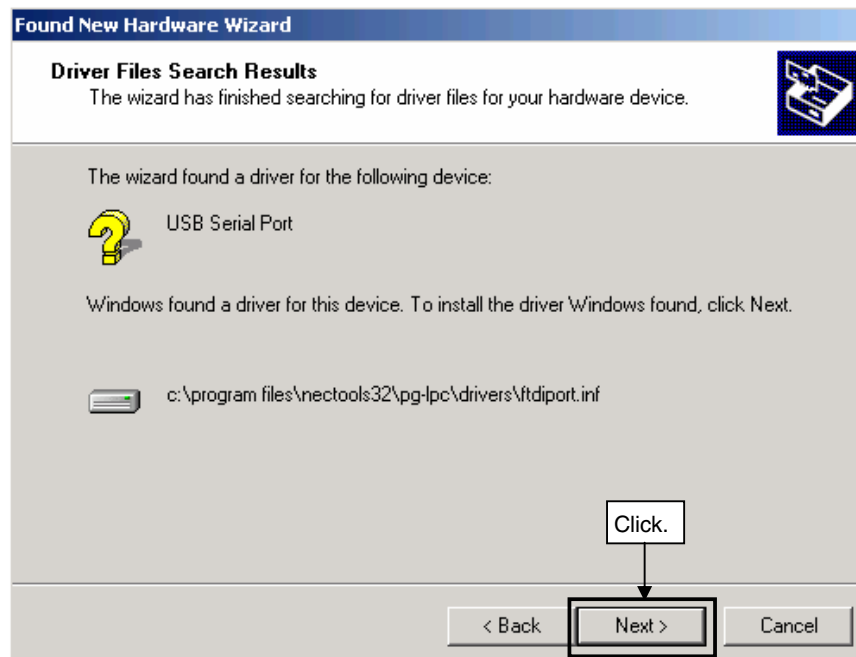 Found New Hardware Wizard
Driver Files Search Results
The wizard has finished searching for driver files for your hardware device.
The wizard found a driver for the following device:
USB Serial Port
Windows found a driver for this device. To install the driver Windows found, click Next.
c:\program files\nectools32\pg-lpc\drivers\ftdiport.inf
Click.
< Back
Next >
Cancel